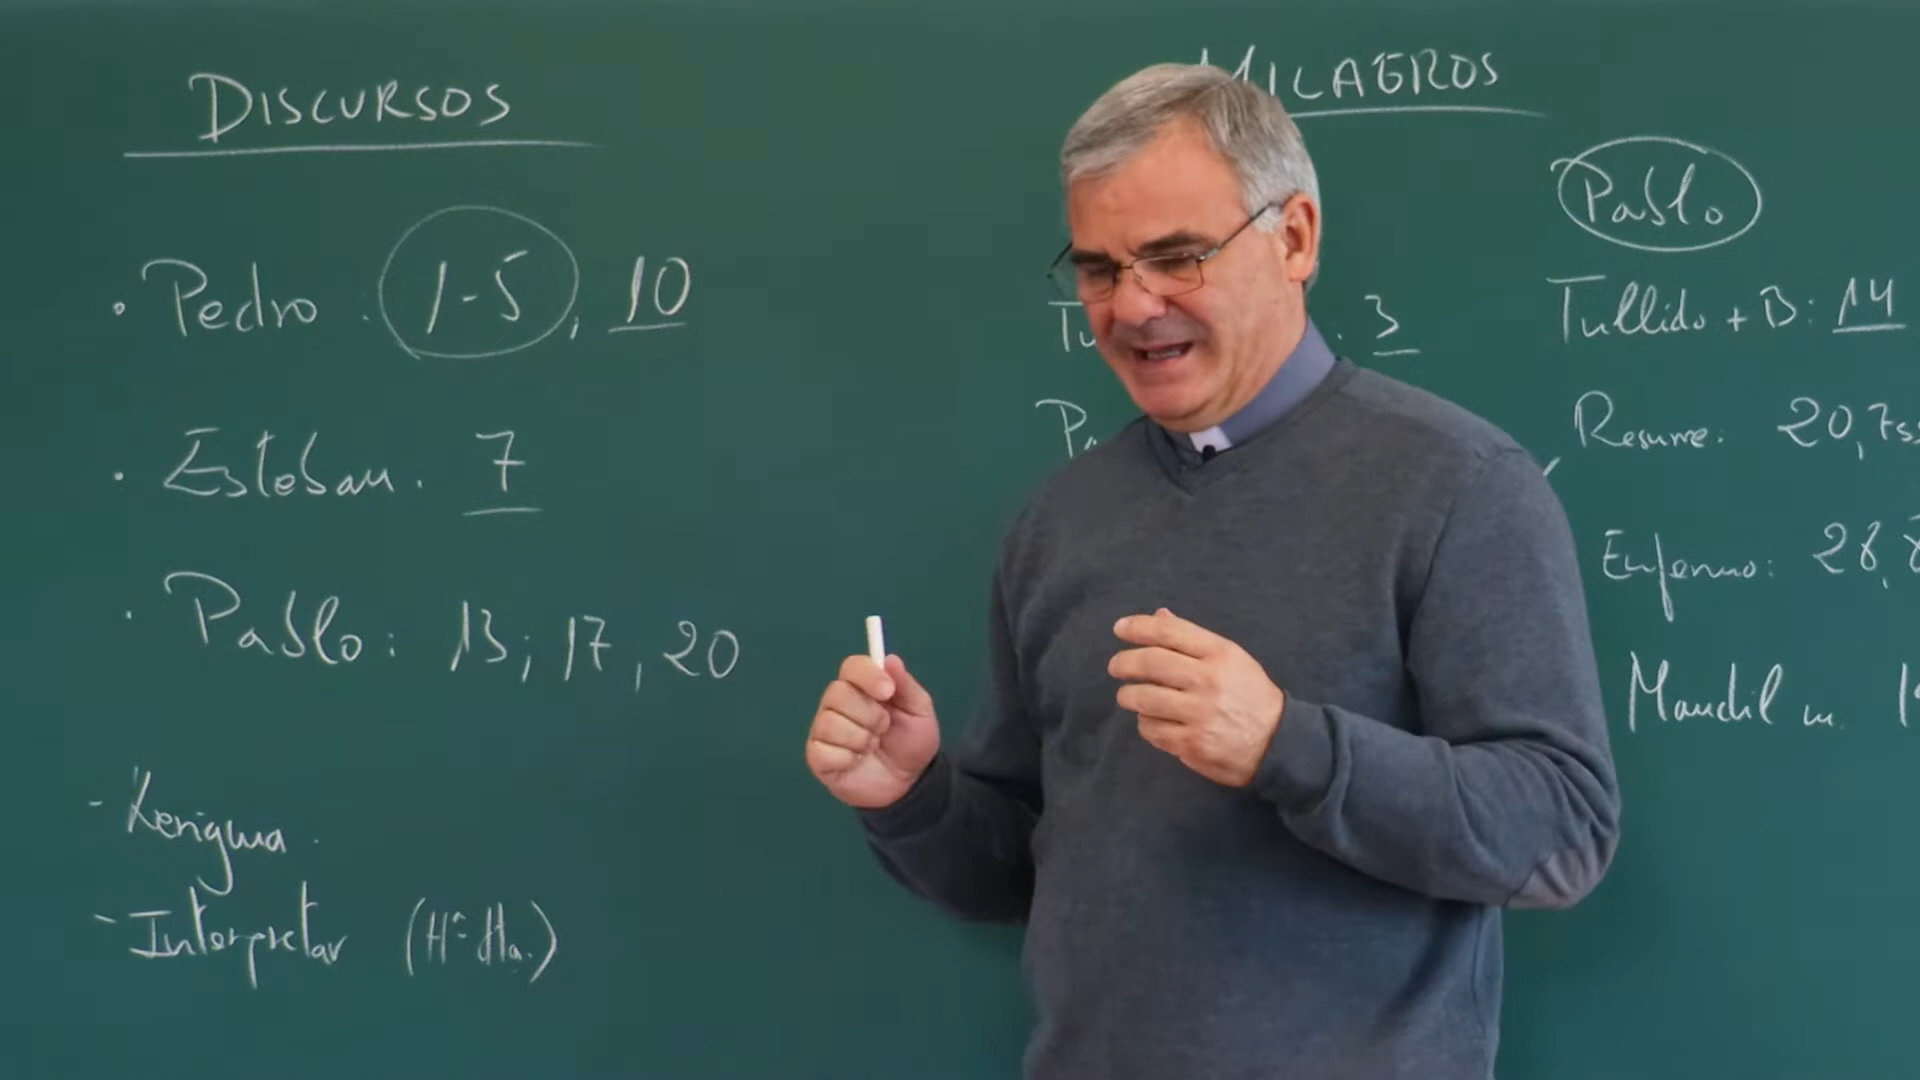 DISCURSOS
· Pedro : 1-5, 10
· Esteban. 7
· Pablo: 13; 17, 20
- Kerigma.
- Interpretar (Hª Hª.)
MILAGROS
. 3
Pablo
Tullido + B: 14
Resume: 20,7ss
Enfermo: 28,8
Mandil